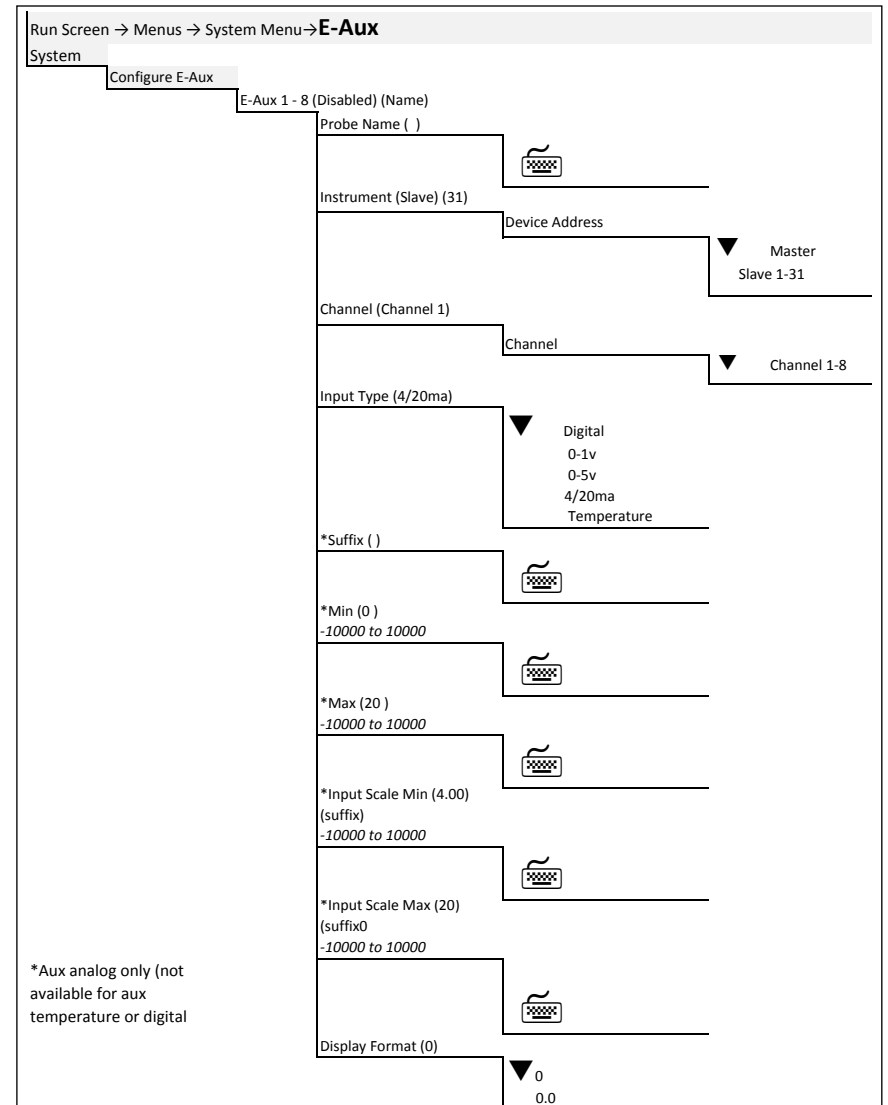 Run Screen → Menus → System Menu→E-Aux
System
Configure E-Aux
E-Aux 1 - 8 (Disabled) (Name)
Probe Name ( )
Instrument (Slave) (31)
Device Address
Master
Slave 1-31
Channel (Channel 1)
Channel
Channel 1-8
Input Type (4/20ma)
Digital
0-1v
0-5v
4/20ma
Temperature
*Suffix ( )
*Min (0 )
-10000 to 10000
*Max (20 )
-10000 to 10000
*Input Scale Min (4.00)
(suffix)
-10000 to 10000
*Input Scale Max (20)
(suffix0
-10000 to 10000
*Aux analog only (not
available for aux
temperature or digital
Display Format (0)
0
0.0